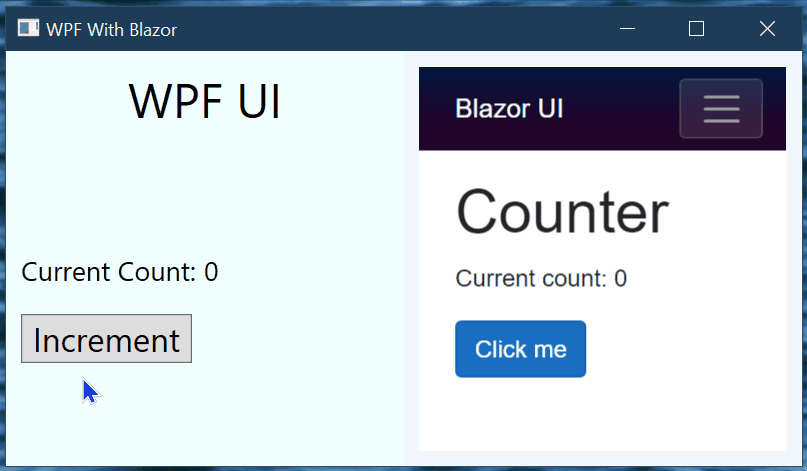 WPF With Blazor
WPF UI
Current Count: 0
Increment
Blazor UI
Counter
Current count: 0
Click me